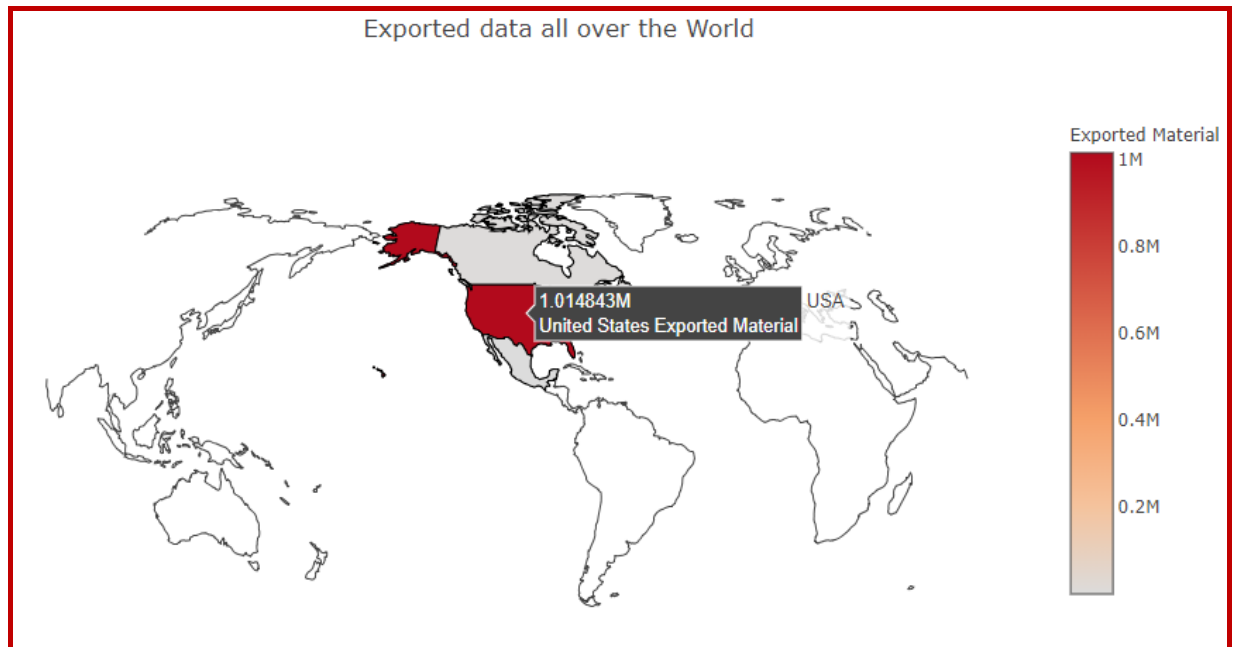 Exported data all over the World
Exported Material
1M
0.8M
0.6M
0.4M
0.2M
1.014843M
United States Exported Material
USA